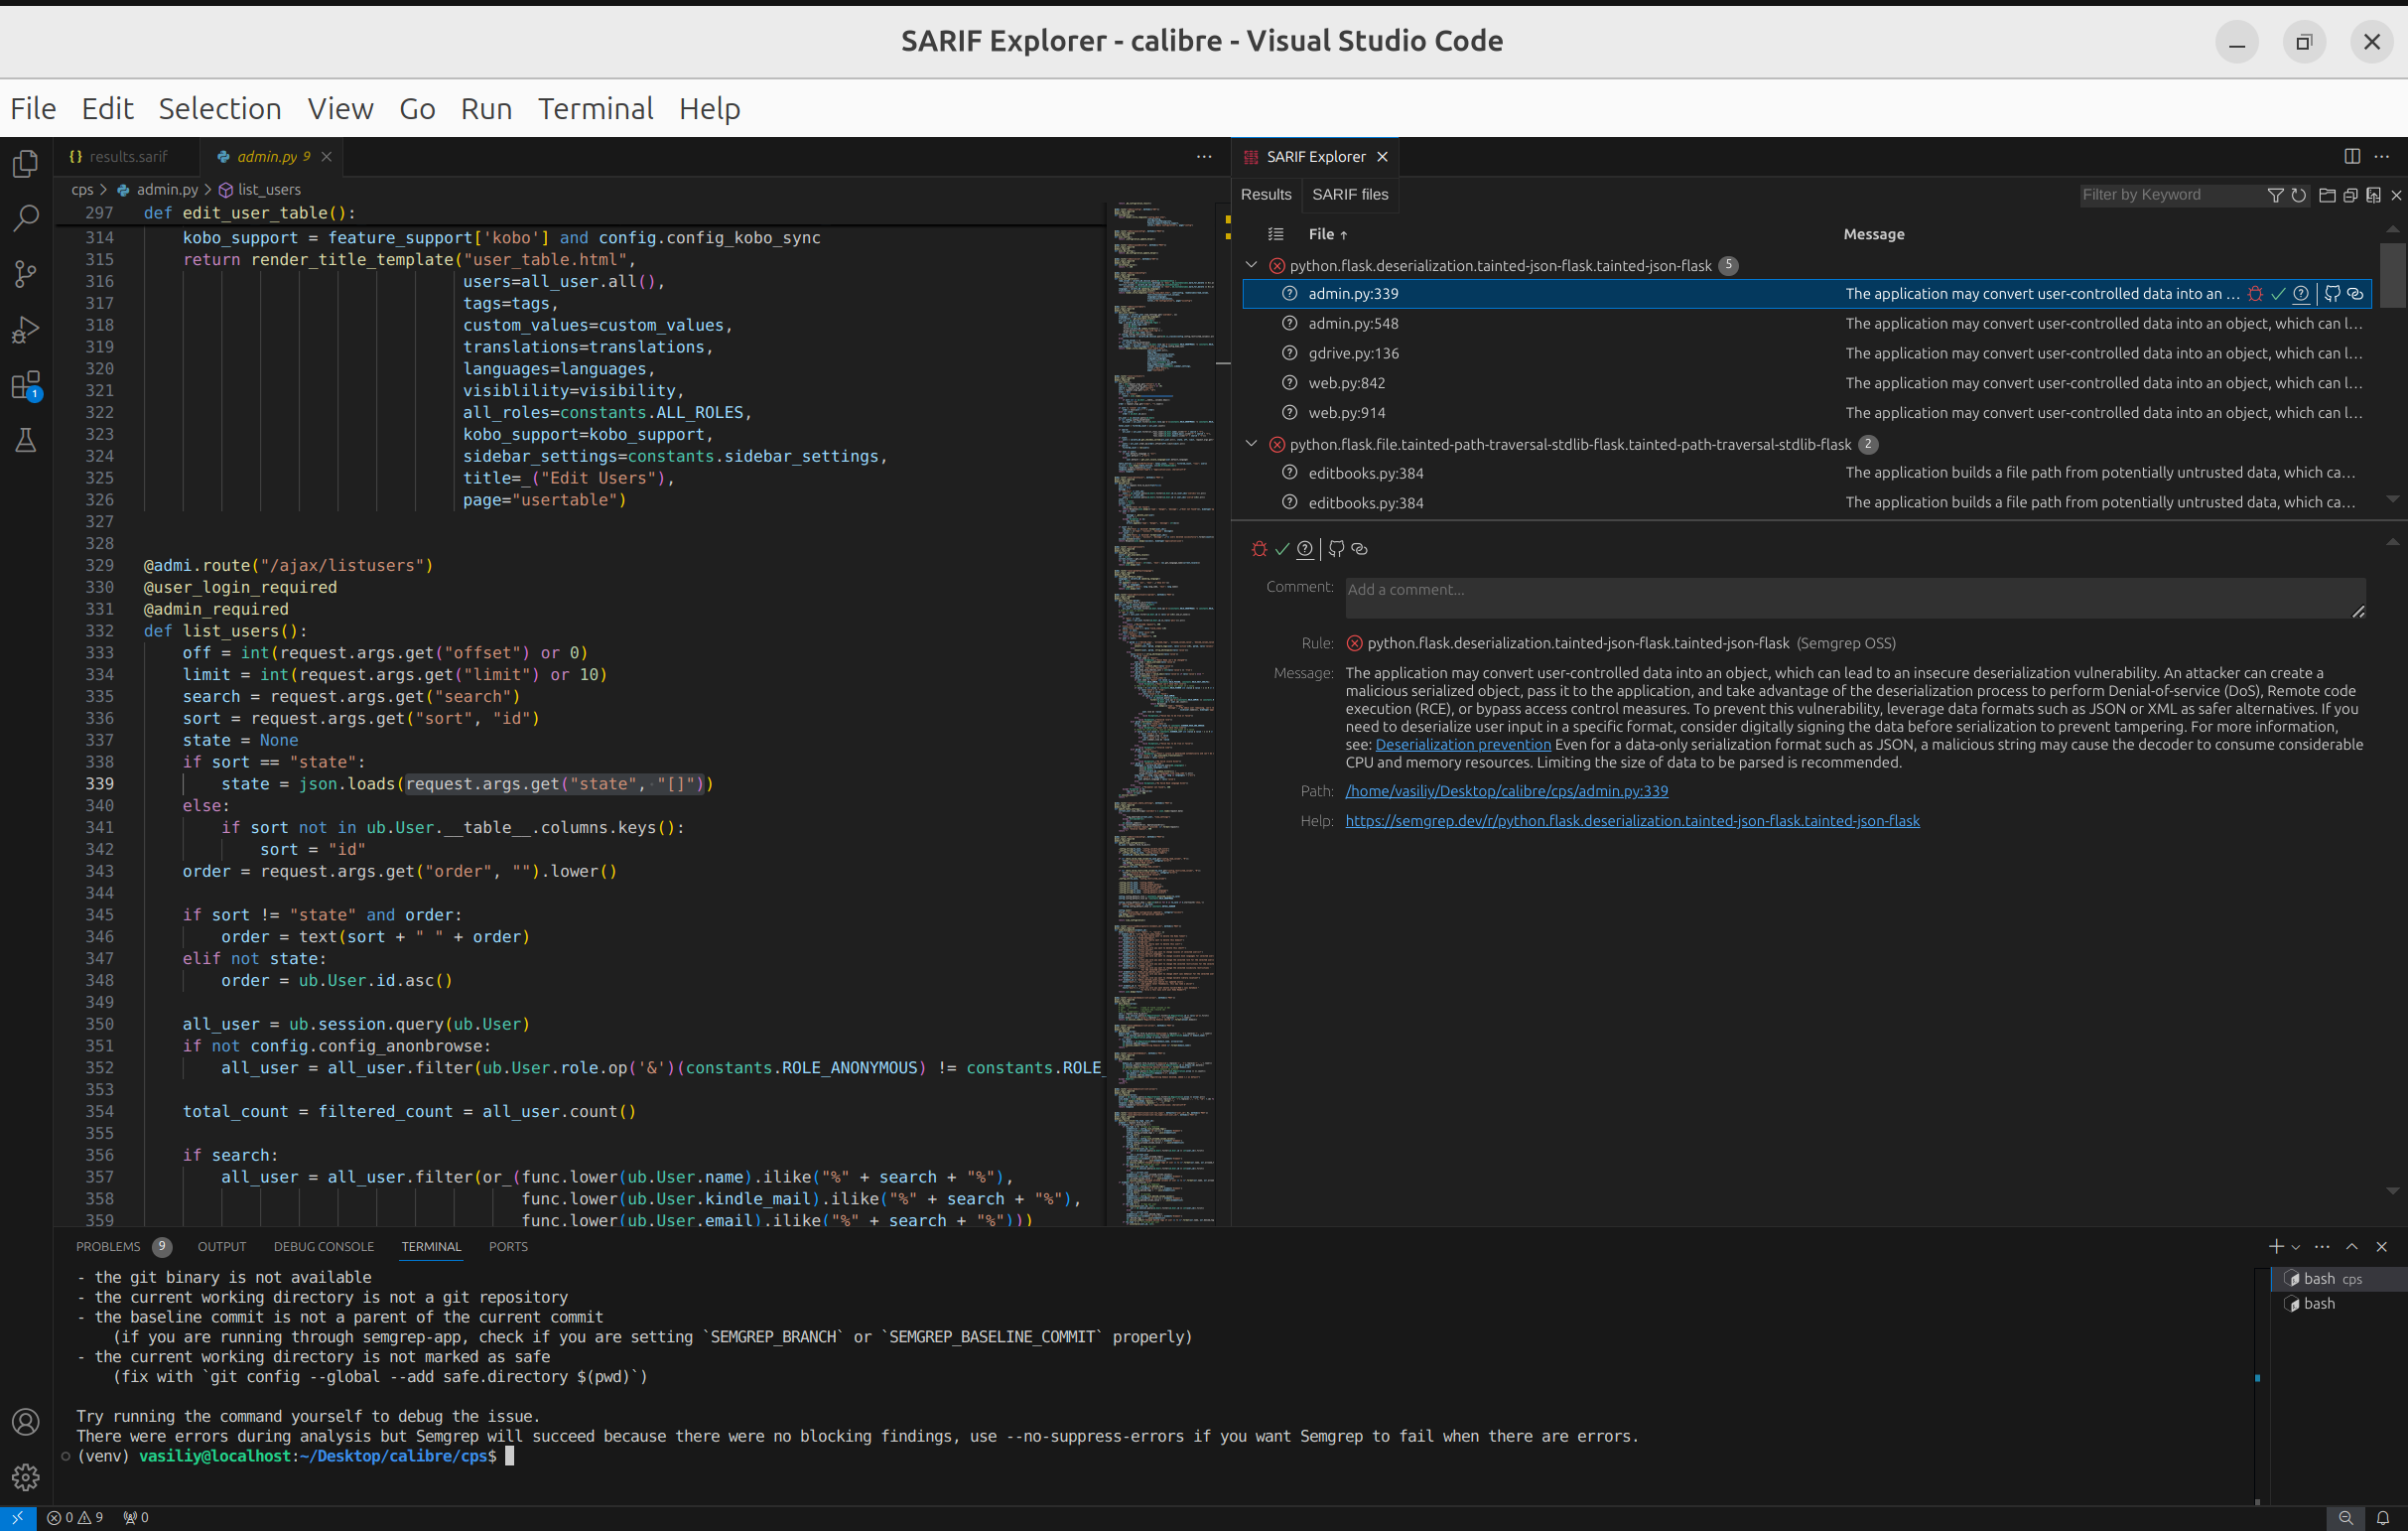 SARIF Explorer - calibre - Visual Studio Code
File Edit Selection View Go Run Terminal Help
results.sarif
admin.py 9
cps > admin.py > list_users
297 def edit_user_table():
314 kobo_support = feature_support['kobo'] and config.config_kobo_sync
315 return render_title_template("user_table.html",
316 users=all_user.all(),
317 tags=tags,
318 custom_values=custom_values,
319 translations=translations,
320 languages=languages,
321 visiblility=visibility,
322 all_roles=constants.ALL_ROLES,
323 kobo_support=kobo_support,
324 sidebar_settings=constants.sidebar_settings,
325 title=_("Edit Users"),
326 page="usertable")
327
328
329 @admi.route("/ajax/listusers")
330 @user_login_required
331 @admin_required
332 def list_users():
333 off = int(request.args.get("offset") or 0)
334 limit = int(request.args.get("limit") or 10)
335 search = request.args.get("search")
336 sort = request.args.get("sort", "id")
337 state = None
338 if sort == "state":
339 state = json.loads(request.args.get("state", "[]"))
340 else:
341 if sort not in ub.User.__table__.columns.keys():
342 sort = "id"
343 order = request.args.get("order", "").lower()
344
345 if sort != "state" and order:
346 order = text(sort + " " + order)
347 elif not state:
348 order = ub.User.id.asc()
349
350 all_user = ub.session.query(ub.User)
351 if not config.config_anonbrowse:
352 all_user = all_user.filter(ub.User.role.op('&')(constants.ROLE_ANONYMOUS) != constants.ROLE_
353
354 total_count = filtered_count = all_user.count()
355
356 if search:
357 all_user = all_user.filter(or_(func.lower(ub.User.name).ilike("%" + search + "%"),
358 func.lower(ub.User.kindle_mail).ilike("%" + search + "%"),
359 func.lower(ub.User.email).ilike("%" + search + "%")))
SARIF Explorer
Results SARIF files
Filter by Keyword
File ↑ Message
python.flask.deserialization.tainted-json-flask.tainted-json-flask 5
admin.py:339 The application may convert user-controlled data into an ...
admin.py:548 The application may convert user-controlled data into an object, which can l...
gdrive.py:136 The application may convert user-controlled data into an object, which can l...
web.py:842 The application may convert user-controlled data into an object, which can l...
web.py:914 The application may convert user-controlled data into an object, which can l...
python.flask.file.tainted-path-traversal-stdlib-flask.tainted-path-traversal-stdlib-flask 2
editbooks.py:384 The application builds a file path from potentially untrusted data, which ca...
editbooks.py:384 The application builds a file path from potentially untrusted data, which ca...
Comment: Add a comment...
Rule: python.flask.deserialization.tainted-json-flask.tainted-json-flask (Semgrep OSS)
Message: The application may convert user-controlled data into an object, which can lead to an insecure deserialization vulnerability. An attacker can create a
malicious serialized object, pass it to the application, and take advantage of the deserialization process to perform Denial-of-service (DoS), Remote code
execution (RCE), or bypass access control measures. To prevent this vulnerability, leverage data formats such as JSON or XML as safer alternatives. If you
need to deserialize user input in a specific format, consider digitally signing the data before serialization to prevent tampering. For more information,
see: Deserialization prevention Even for a data-only serialization format such as JSON, a malicious string may cause the decoder to consume considerable
CPU and memory resources. Limiting the size of data to be parsed is recommended.
Path: /home/vasiliy/Desktop/calibre/cps/admin.py:339
Help: https://semgrep.dev/r/python.flask.deserialization.tainted-json-flask.tainted-json-flask
PROBLEMS 9 OUTPUT DEBUG CONSOLE TERMINAL PORTS
- the git binary is not available
- the current working directory is not a git repository
- the baseline commit is not a parent of the current commit
(if you are running through semgrep-app, check if you are setting `SEMGREP_BRANCH` or `SEMGREP_BASELINE_COMMIT` properly)
- the current working directory is not marked as safe
(fix with `git config --global --add safe.directory $(pwd)`)
Try running the command yourself to debug the issue.
There were errors during analysis but Semgrep will succeed because there were no blocking findings, use --no-suppress-errors if you want Semgrep to fail when there are errors.
(venv) vasiliy@localhost:~/Desktop/calibre/cps$
bash cps
bash
1
0 9 0